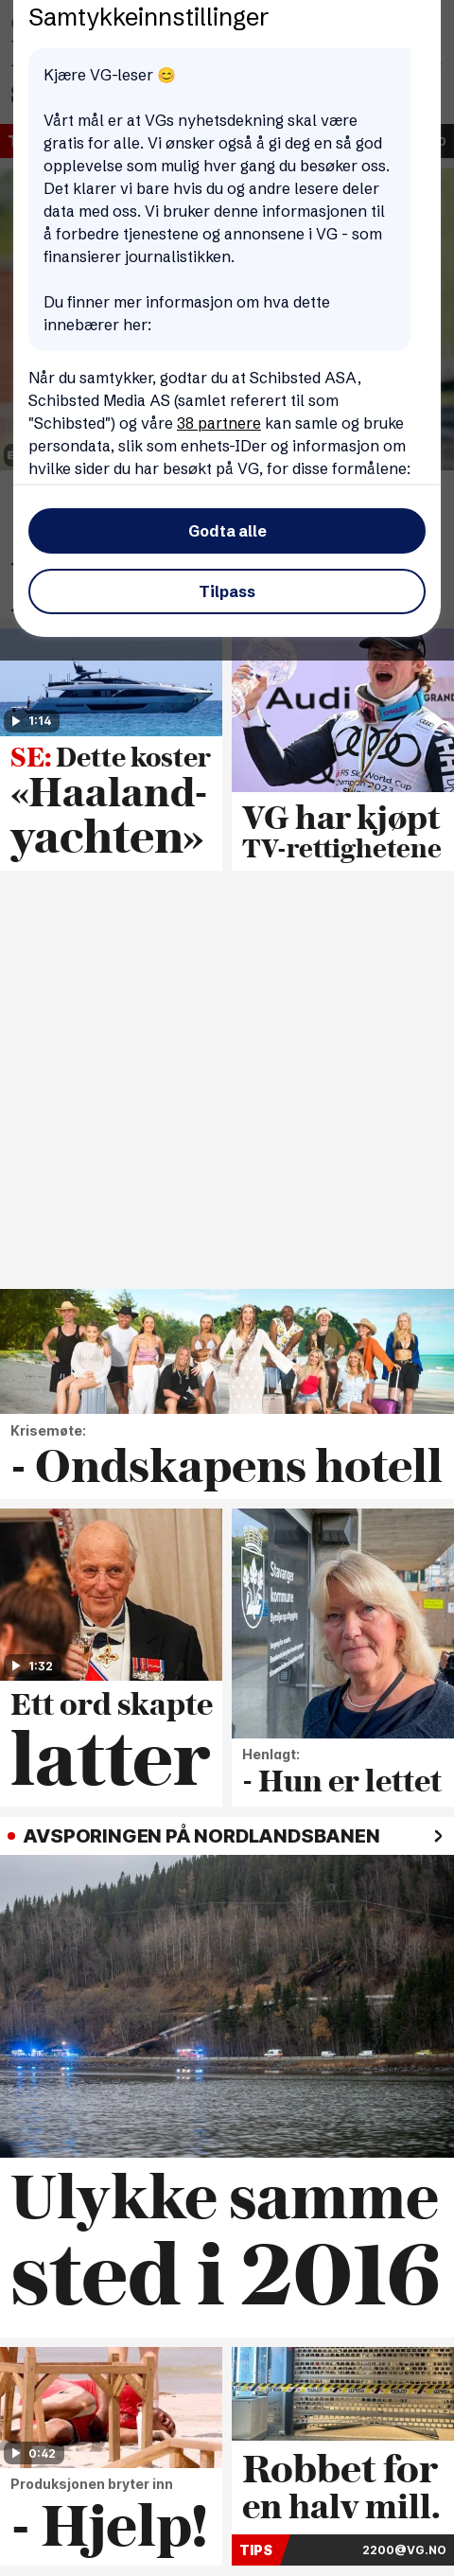 Samtykkeinnstillinger
Kjære VG-leser 😊
Vårt mål er at VGs nyhetsdekning skal være
gratis for alle. Vi ønsker også å gi deg en så god
opplevelse som mulig hver gang du besøker oss.
Det klarer vi bare hvis du og andre lesere deler
data med oss. Vi bruker denne informasjonen til
å forbedre tjenestene og annonsene i VG - som
finansierer journalistikken.
Du finner mer informasjon om hva dette
innebærer her:
Når du samtykker, godtar du at Schibsted ASA,
Schibsted Media AS (samlet referert til som
"Schibsted") og våre 38 partnere kan samle og bruke
persondata, slik som enhets-IDer og informasjon om
hvilke sider du har besøkt på VG, for disse formålene:
Godta alle
Tilpass
1:14
SE: Dette koster
«Haaland-
yachten»
Audi
GRAND
VG har kjøpt
TV-rettighetene
Krisemøte:
- Ondskapens hotell
1:32
Ett ord skapte
latter
Stavanger
kommune
Henlagt:
- Hun er lettet
AVSPORINGEN PÅ NORDLANDSBANEN
Ulykke samme
sted i 2016
0:42
Produksjonen bryter inn
- Hjelp!
Robbet for
en halv mill.
TIPS
2200@VG.NO